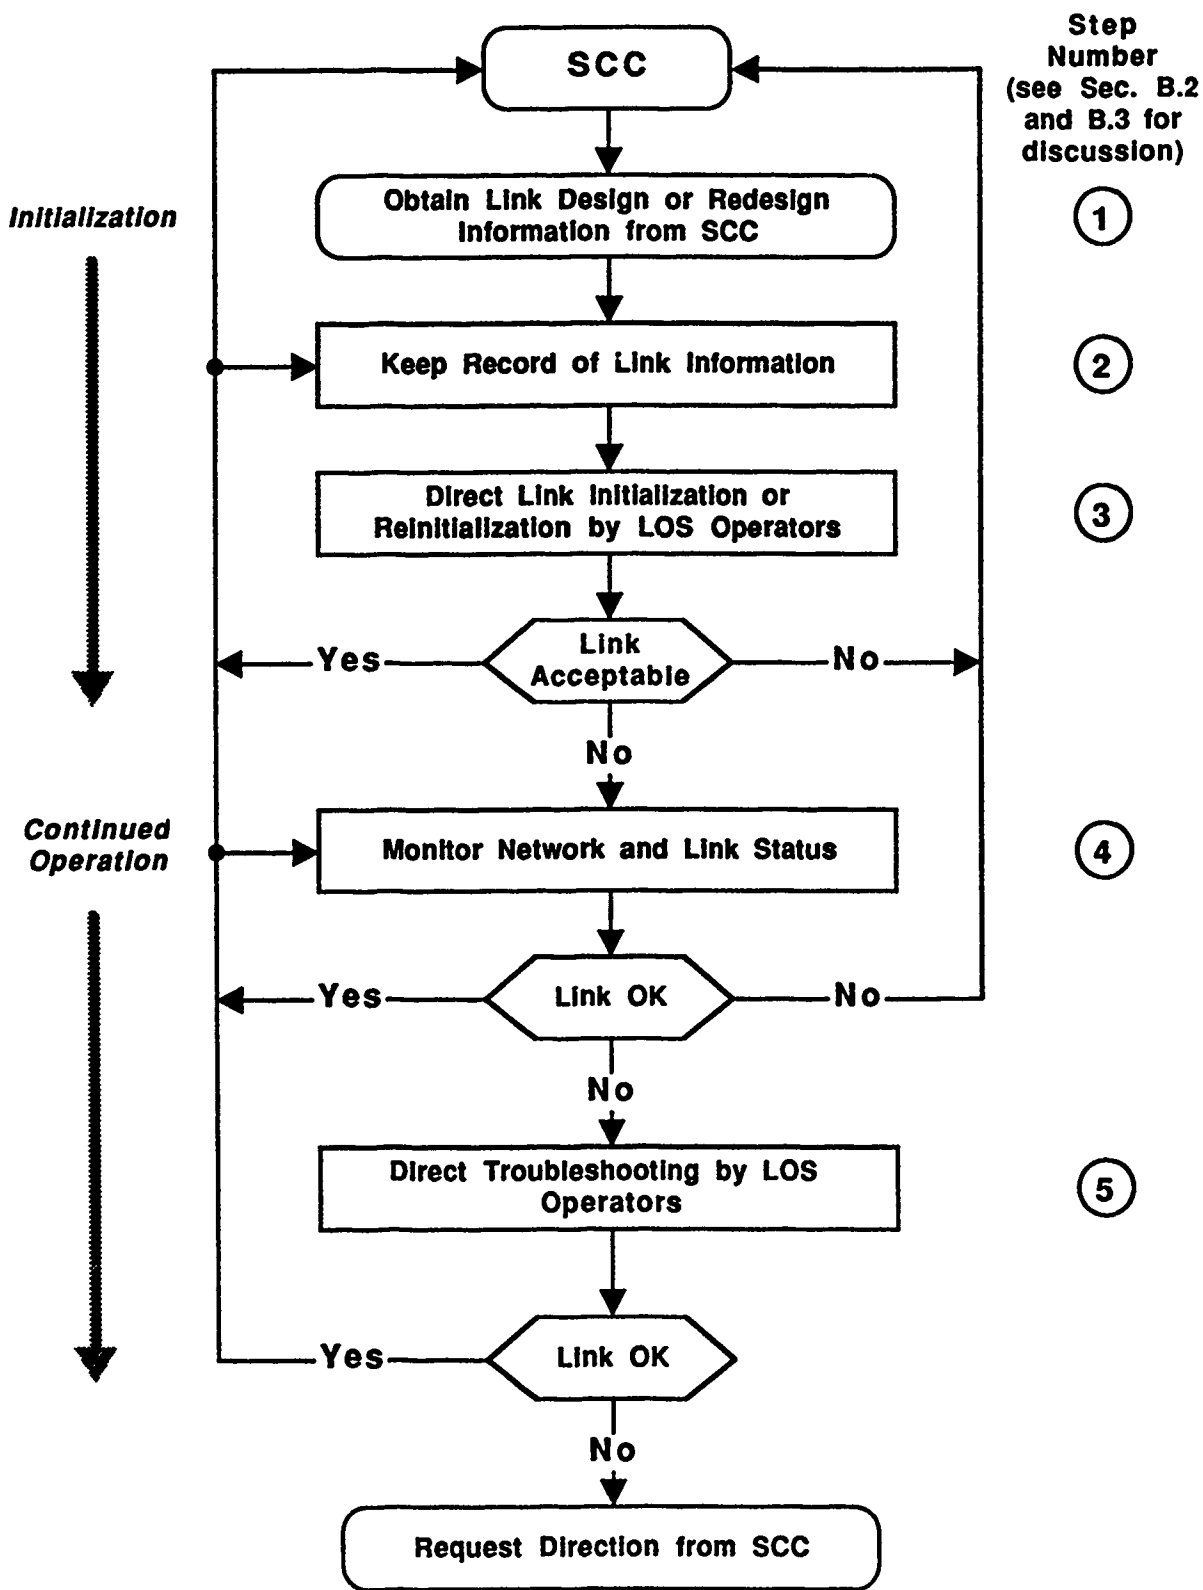 Step
Number
(see Sec. B.2
and B.3 for
discussion)
SCC
Initialization
Obtain Link Design or Redesign
Information from SCC
1
Keep Record of Link Information
2
Direct Link Initialization or
Reinitialization by LOS Operators
3
Yes
Link
Acceptable
No
No
Continued
Operation
Monitor Network and Link Status
4
Yes
Link OK
No
No
Direct Troubleshooting by LOS
Operators
5
Yes
Link OK
No
Request Direction from SCC